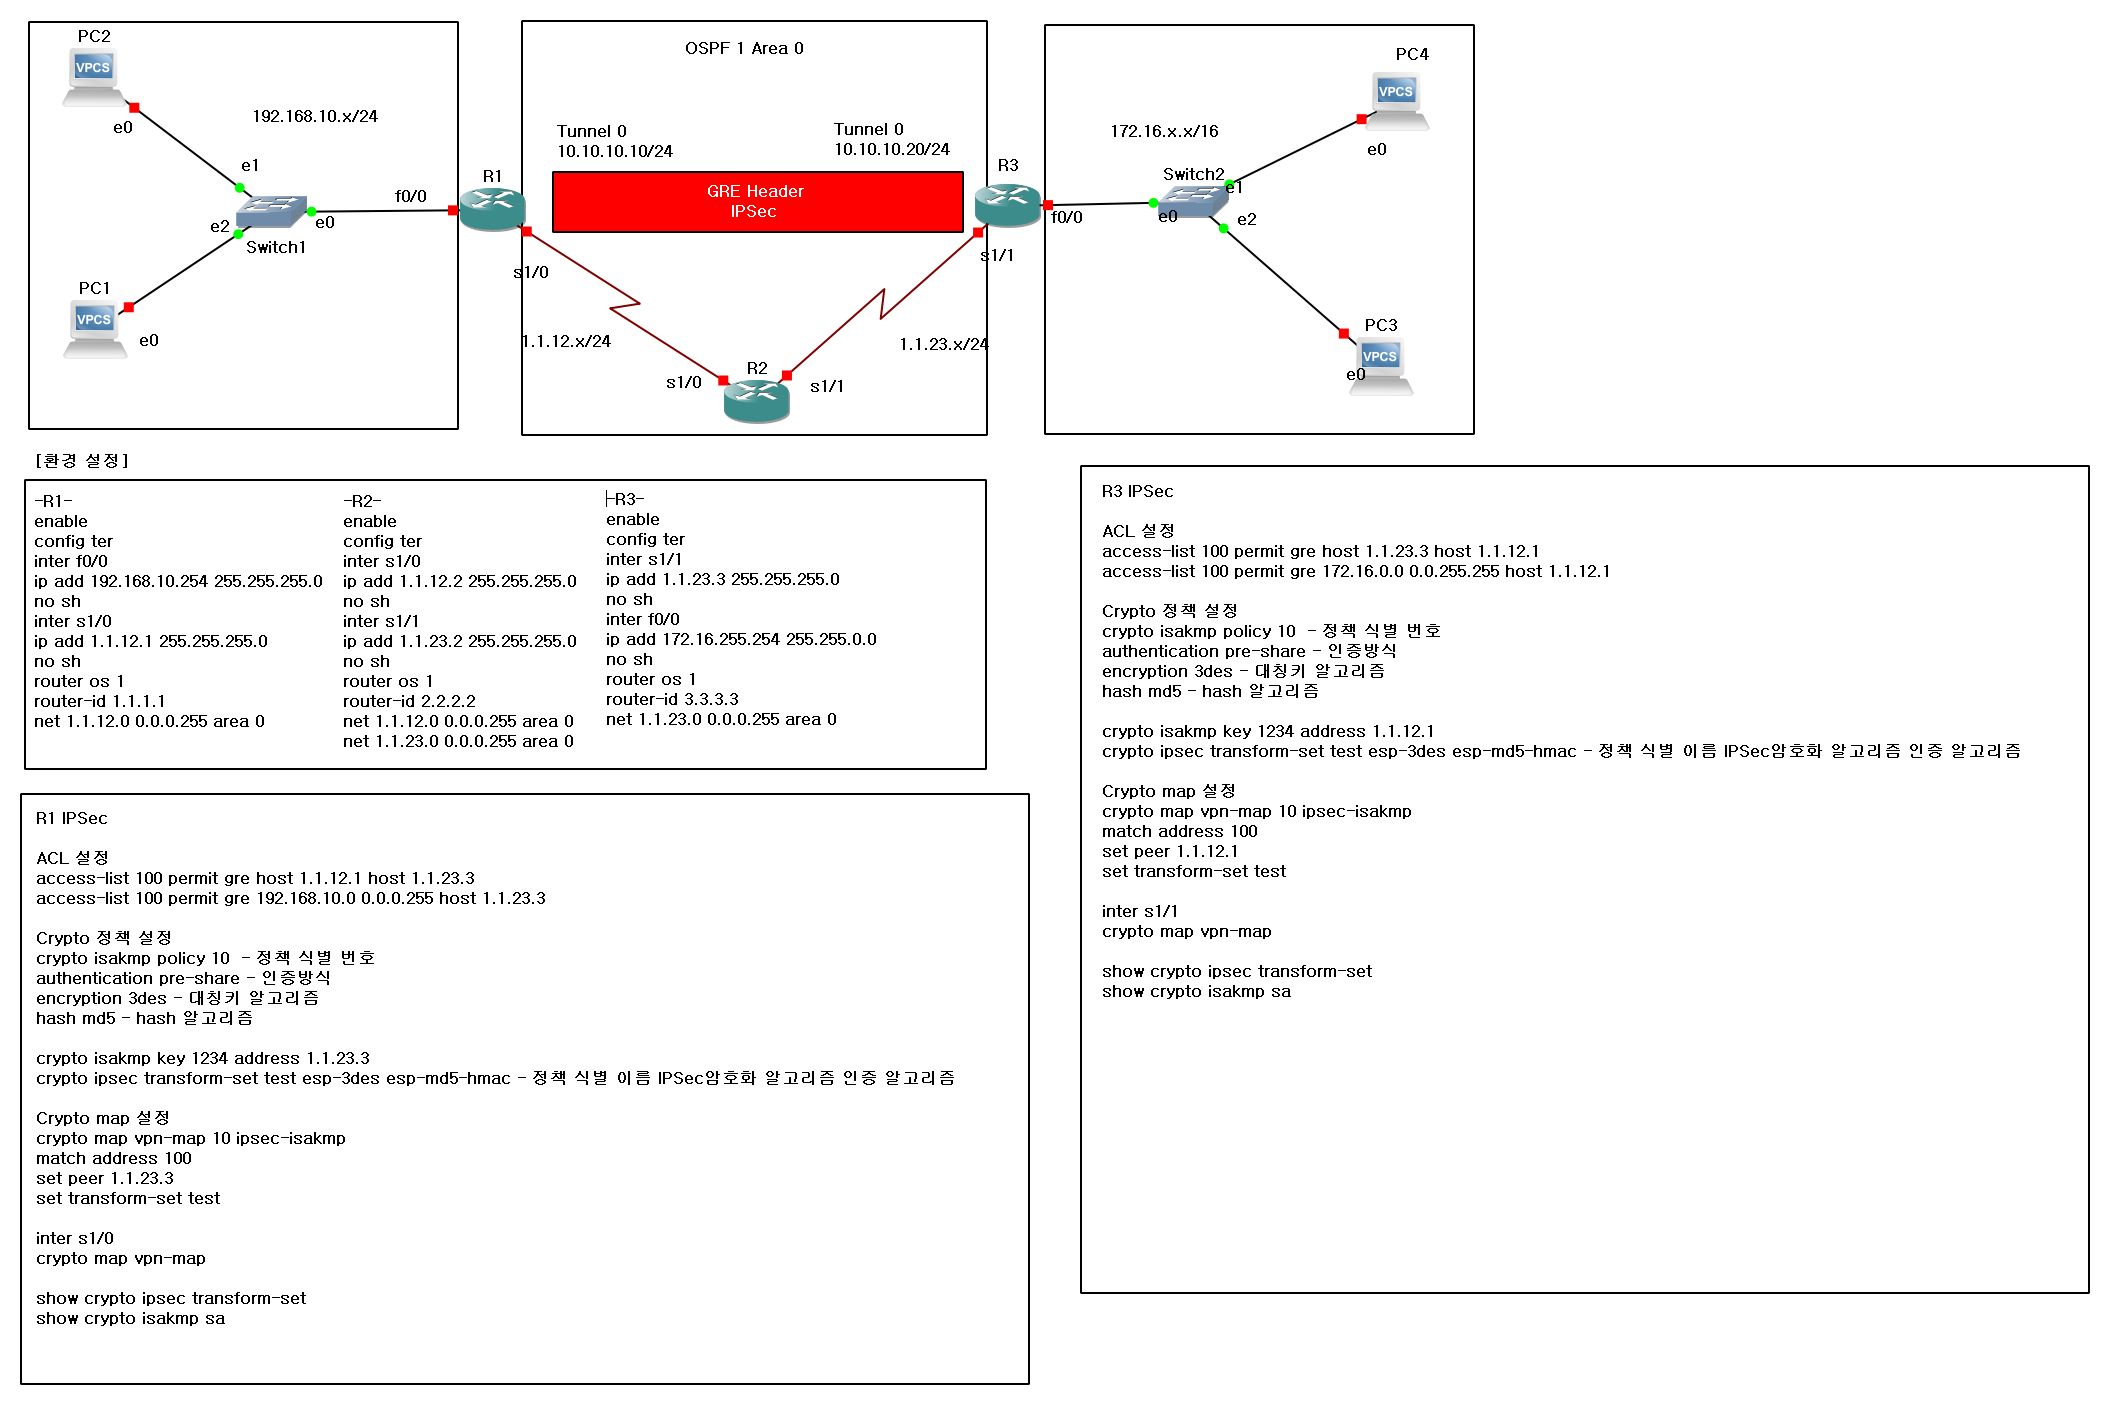 PC2
VPCS
e0
192.168.10.x/24
e1
e2
e0
Switch1
f0/0
PC1
VPCS
e0
R1
s1/0
OSPF 1 Area 0
Tunnel 0
10.10.10.10/24
Tunnel 0
10.10.10.20/24
GRE Header
IPSec
1.1.12.x/24
R2
s1/0
s1/1
1.1.23.x/24
R3
s1/1
f0/0
172.16.x.x/16
Switch2
e1
e0
e2
PC4
VPCS
e0
PC3
VPCS
e0
[환경 설정]
-R1-
enable
config ter
inter f0/0
ip add 192.168.10.254 255.255.255.0
no sh
inter s1/0
ip add 1.1.12.1 255.255.255.0
no sh
router os 1
router-id 1.1.1.1
net 1.1.12.0 0.0.0.255 area 0
-R2-
enable
config ter
inter s1/0
ip add 1.1.12.2 255.255.255.0
no sh
inter s1/1
ip add 1.1.23.2 255.255.255.0
no sh
router os 1
router-id 2.2.2.2
net 1.1.12.0 0.0.0.255 area 0
net 1.1.23.0 0.0.0.255 area 0
-R3-
enable
config ter
inter s1/1
ip add 1.1.23.3 255.255.255.0
no sh
inter f0/0
ip add 172.16.255.254 255.255.0.0
no sh
router os 1
router-id 3.3.3.3
net 1.1.23.0 0.0.0.255 area 0
R1 IPSec
ACL 설정
access-list 100 permit gre host 1.1.12.1 host 1.1.23.3
access-list 100 permit gre 192.168.10.0 0.0.0.255 host 1.1.23.3
Crypto 정책 설정
crypto isakmp policy 10  - 정책 식별 번호
authentication pre-share - 인증방식
encryption 3des - 대칭키 알고리즘
hash md5 - hash 알고리즘
crypto isakmp key 1234 address 1.1.23.3
crypto ipsec transform-set test esp-3des esp-md5-hmac - 정책 식별 이름 IPSec암호화 알고리즘 인증 알고리즘
Crypto map 설정
crypto map vpn-map 10 ipsec-isakmp
match address 100
set peer 1.1.23.3
set transform-set test
inter s1/0
crypto map vpn-map
show crypto ipsec transform-set
show crypto isakmp sa
R3 IPSec
ACL 설정
access-list 100 permit gre host 1.1.23.3 host 1.1.12.1
access-list 100 permit gre 172.16.0.0 0.0.255.255 host 1.1.12.1
Crypto 정책 설정
crypto isakmp policy 10  - 정책 식별 번호
authentication pre-share - 인증방식
encryption 3des - 대칭키 알고리즘
hash md5 - hash 알고리즘
crypto isakmp key 1234 address 1.1.12.1
crypto ipsec transform-set test esp-3des esp-md5-hmac - 정책 식별 이름 IPSec암호화 알고리즘 인증 알고리즘
Crypto map 설정
crypto map vpn-map 10 ipsec-isakmp
match address 100
set peer 1.1.12.1
set transform-set test
inter s1/1
crypto map vpn-map
show crypto ipsec transform-set
show crypto isakmp sa